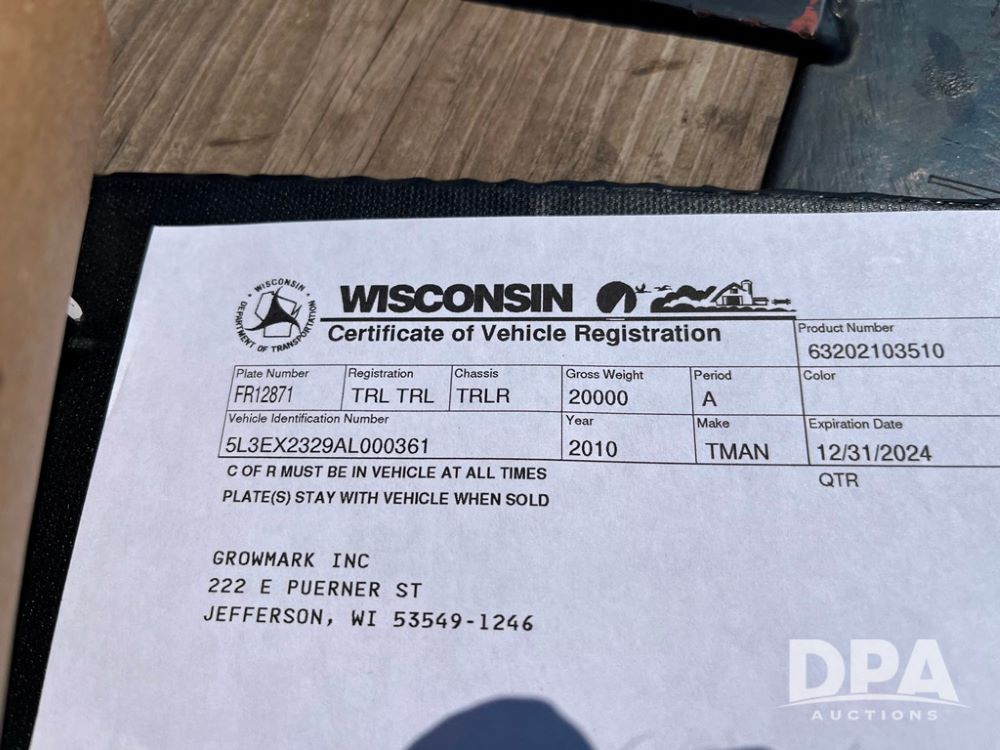 WISCONSIN
DEPARTMENT OF TRANSPORTATION
WISCONSIN
Certificate of Vehicle Registration
Product Number
63202103510
Plate Number Registration Chassis Gross Weight Period Color
FR12871 TRL TRL TRLR 20000 A
Vehicle Identification Number Year Make Expiration Date
5L3EX2329AL000361 2010 TMAN 12/31/2024
C OF R MUST BE IN VEHICLE AT ALL TIMES QTR
PLATE(S) STAY WITH VEHICLE WHEN SOLD
GROWMARK INC
222 E PUERNER ST
JEFFERSON, WI 53549-1246
DPA
AUCTIONS